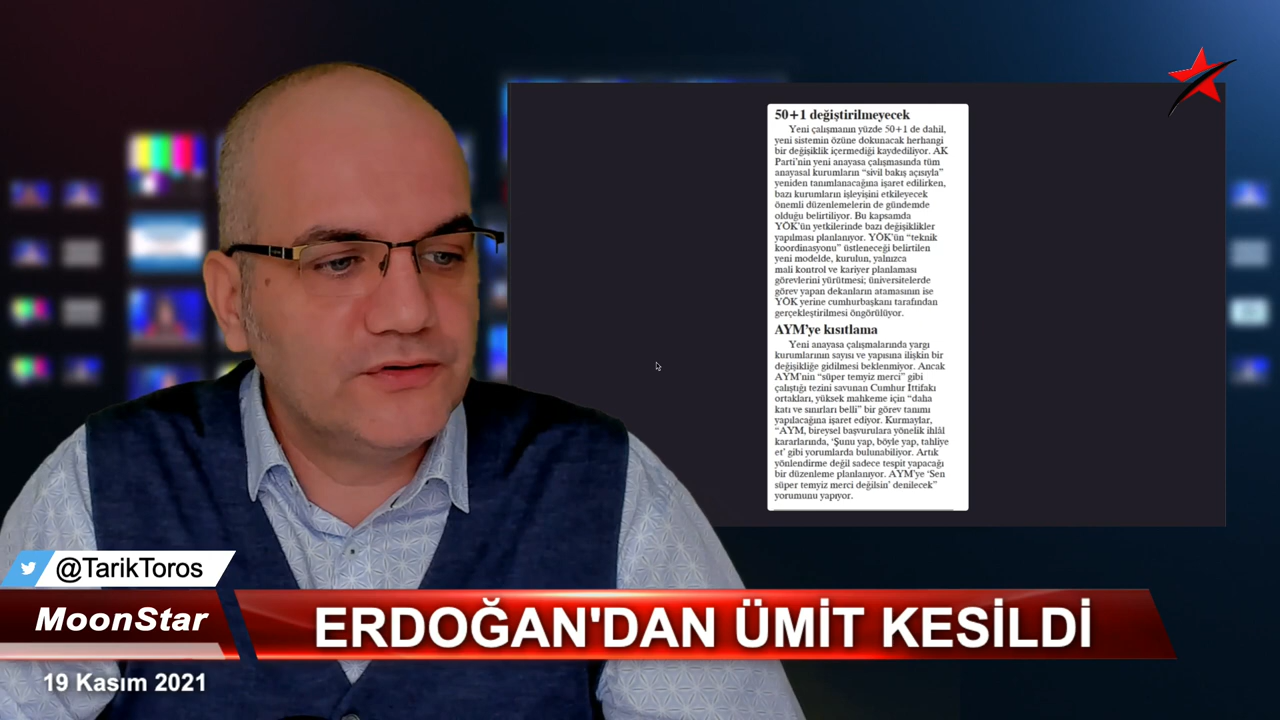 50+1 değiştirilmeyecek
Yeni çalışmanın yüzde 50+1 de dahil,
yeni sistemin özüne dokunacak herhangi
bir değişiklik içermediği kaydediliyor. AK
Parti'nin yeni anayasa çalışmasında tüm
anayasal kurumların “sivil bakış açısıyla”
yeniden tanımlanacağına işaret edilirken,
bazı kurumların işleyişini etkileyecek
önemli düzenlemelerin de gündemde
olduğu belirtiliyor. Bu kapsamda
YÖK'ün yetkilerinde bazı değişiklikler
yapılması planlanıyor. YÖK'ün “teknik
koordinasyonu” üstleneceği belirtilen
yeni modelde, kurulun, yalnızca
mali kontrol ve kariyer planlaması
görevlerini yürütmesi; üniversitelerde
görev yapan dekanların atamasının ise
YÖK yerine cumhurbaşkanı tarafından
gerçekleştirilmesi öngörülüyor.
AYM'ye kısıtlama
Yeni anayasa çalışmalarında yargı
kurumlarının sayısı ve yapısına ilişkin bir
değişikliğe gidilmesi beklenmiyor. Ancak
AYM'nin “süper temyiz merci” gibi
çalıştığı tezini savunan Cumhur İttifakı
ortakları, yüksek mahkeme için “daha
katı ve sınırları belli” bir görev tanımı
yapılacağına işaret ediyor. Kurmaylar,
“AYM, bireysel başvurulara yönelik ihlâl
kararlarında, ‘Şunu yap, böyle yap, tahliye
et’ gibi yorumlarda bulunabiliyor. Artık
yönlendirme değil sadece tespit yapacağı
bir düzenleme planlanıyor. AYM'ye ‘Sen
süper temyiz merci değilsin’ denilecek”
yorumunu yapıyor.
@TarikToros
MoonStar
ERDOĞAN'DAN ÜMİT KESİLDİ
19 Kasım 2021